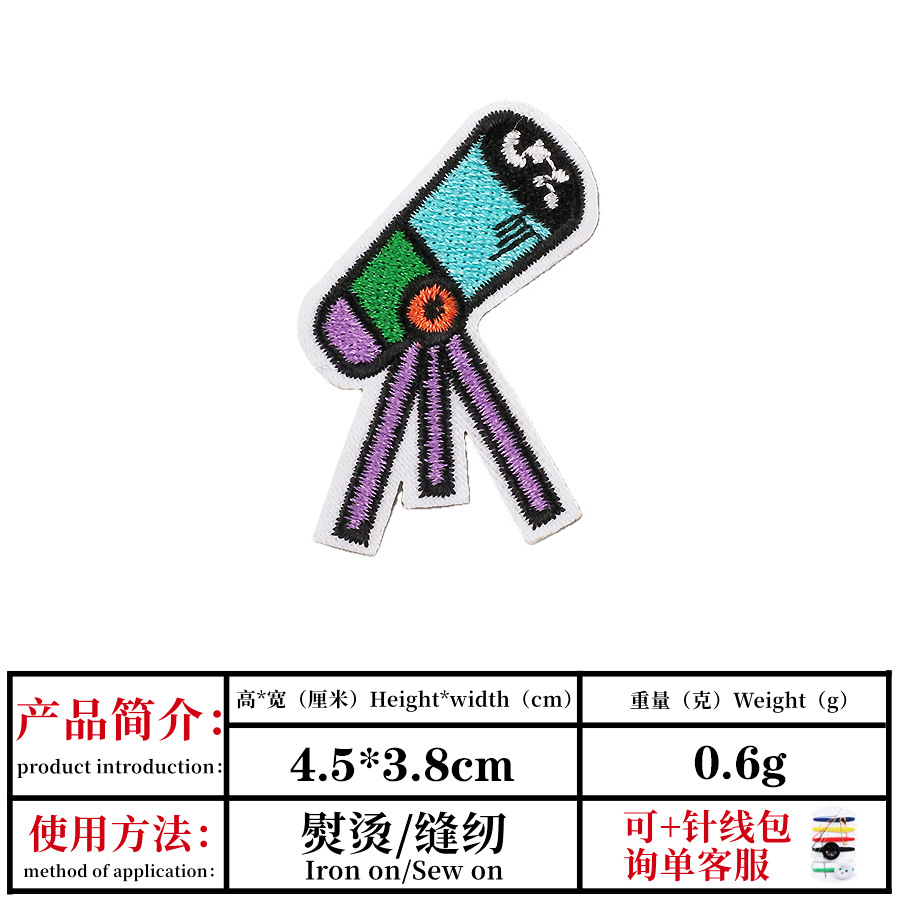 产品简介：
product introduction：
高*宽（厘米）Height*width（cm）
重量（克）Weight（g）
4.5*3.8cm
0.6g
使用方法：
method of application：
熨烫/缝纫
Iron on/Sew on
可+针线包
询单客服